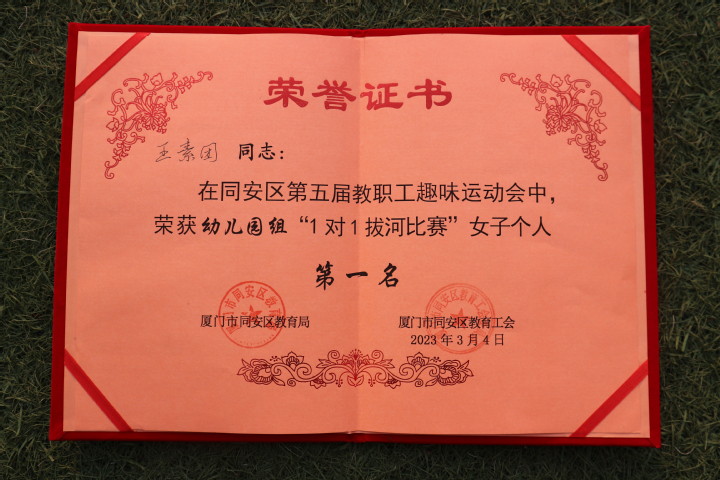 荣誉证书
王素园 同志：
在同安区第五届教职工趣味运动会中，
荣获幼儿园组“1对1拔河比赛”女子个人
第一名
厦门市同安区教育局 厦门市同安区教育工会
2023年3月4日